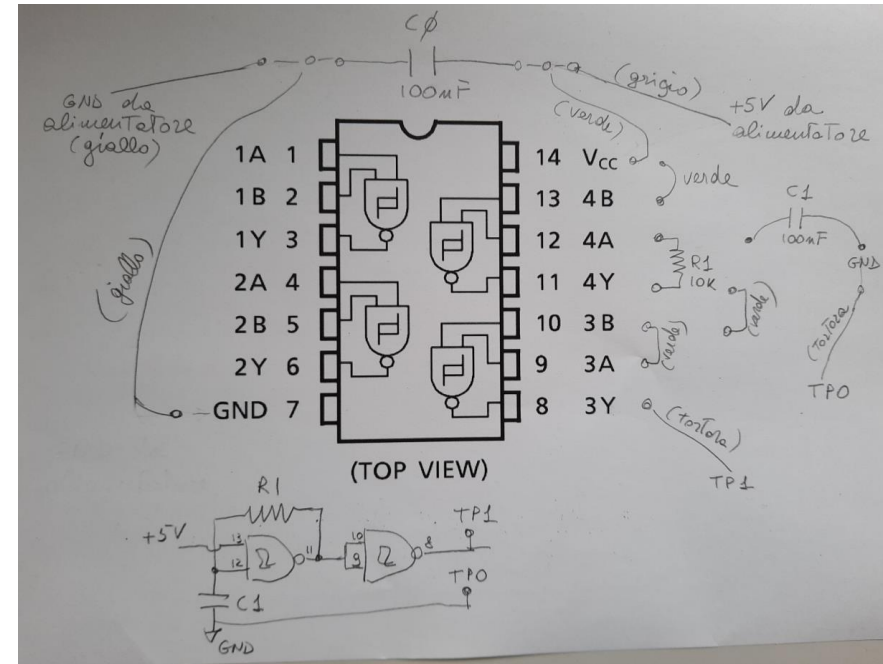 CØ
100nF
GND da
alimentatore
(giallo)
(grigio)
+5V da
alimentatore
(verde)
(giallo)
1A 1
1B 2
1Y 3
2A 4
2B 5
2Y 6
GND 7
14 Vcc
13 4B
12 4A
11 4Y
10 3B
9 3A
8 3Y
verde
C1
100nF
GND
R1
10K
(verde)
(verde)
(tortora)
TP0
(tortora)
TP1
(TOP VIEW)
R1
+5V
13
12
11
10
9
8
TP1
TP0
C1
GND